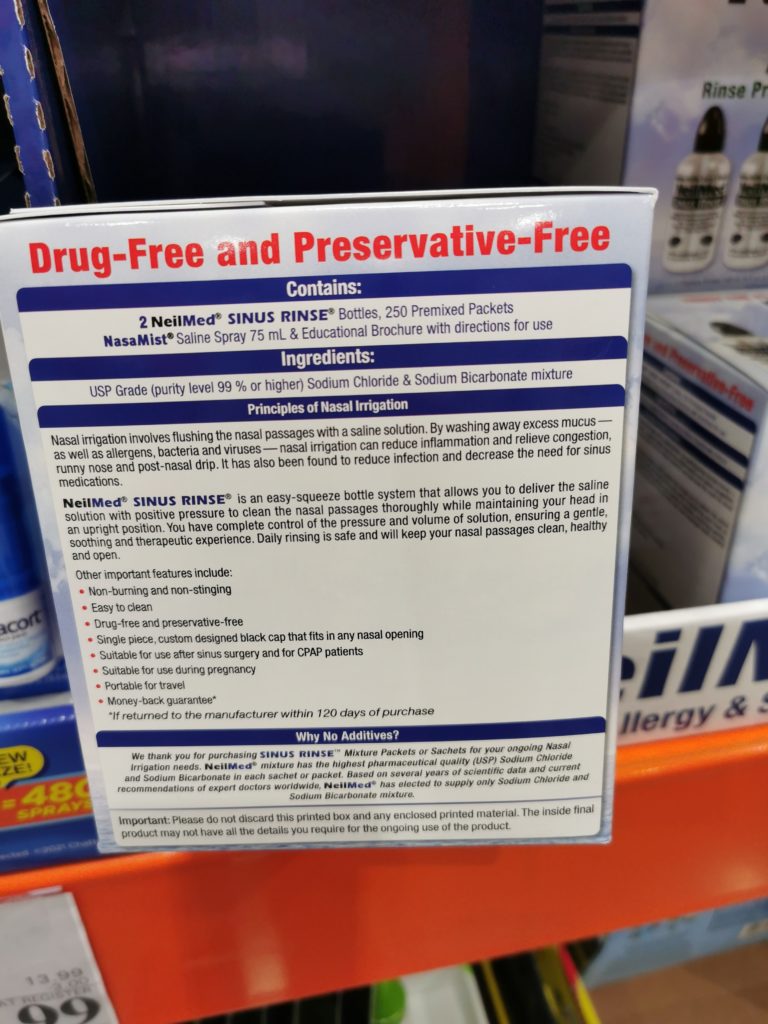 Rinse Pr
Drug-Free and Preservative-Free
Contains:
2 NeilMed® SINUS RINSE® Bottles, 250 Premixed Packets
NasaMist® Saline Spray 75 mL & Educational Brochure with directions for use
Ingredients:
USP Grade (purity level 99 % or higher) Sodium Chloride & Sodium Bicarbonate mixture
Principles of Nasal Irrigation
Nasal irrigation involves flushing the nasal passages with a saline solution. By washing away excess mucus —
as well as allergens, bacteria and viruses — nasal irrigation can reduce inflammation and relieve congestion,
runny nose and post-nasal drip. It has also been found to reduce infection and decrease the need for sinus
medications.
NeilMed® SINUS RINSE® is an easy-squeeze bottle system that allows you to deliver the saline
solution with positive pressure to clean the nasal passages thoroughly while maintaining your head in
an upright position. You have complete control of the pressure and volume of solution, ensuring a gentle,
soothing and therapeutic experience. Daily rinsing is safe and will keep your nasal passages clean, healthy
and open.
Other important features include:
• Non-burning and non-stinging
• Easy to clean
• Drug-free and preservative-free
• Single piece, custom designed black cap that fits in any nasal opening
• Suitable for use after sinus surgery and for CPAP patients
• Suitable for use during pregnancy
• Portable for travel
• Money-back guarantee*
*If returned to the manufacturer within 120 days of purchase
Why No Additives?
We thank you for purchasing SINUS RINSE™ Mixture Packets or Sachets for your ongoing Nasal
Irrigation needs. NeilMed® mixture has the highest pharmaceutical quality (USP) Sodium Chloride
and Sodium Bicarbonate in each sachet or packet. Based on several years of scientific data and current
recommendations of expert doctors worldwide, NeilMed® has elected to supply only Sodium Chloride and
Sodium Bicarbonate mixture.
Important: Please do not discard this printed box and any enclosed printed material. The inside final
product may not have all the details you require for the ongoing use of the product.
Preservative-Free
acort
EW
ZE!
= 480
SPRAYS
eilM
llergy & S
13.99
AT REGISTER
99